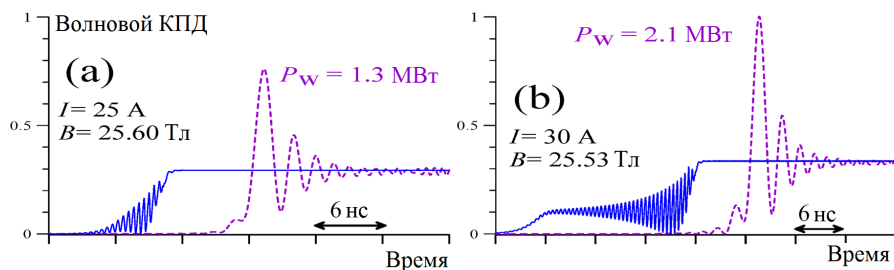 Волновой КПД
(a)
P_W = 1.3 МВт
I= 25 А
B= 25.60 Тл
6 нс
Время
1
0.5
0
P_W = 2.1 МВт
(b)
I= 30 А
B= 25.53 Тл
6 нс
Время
1
0.5
0